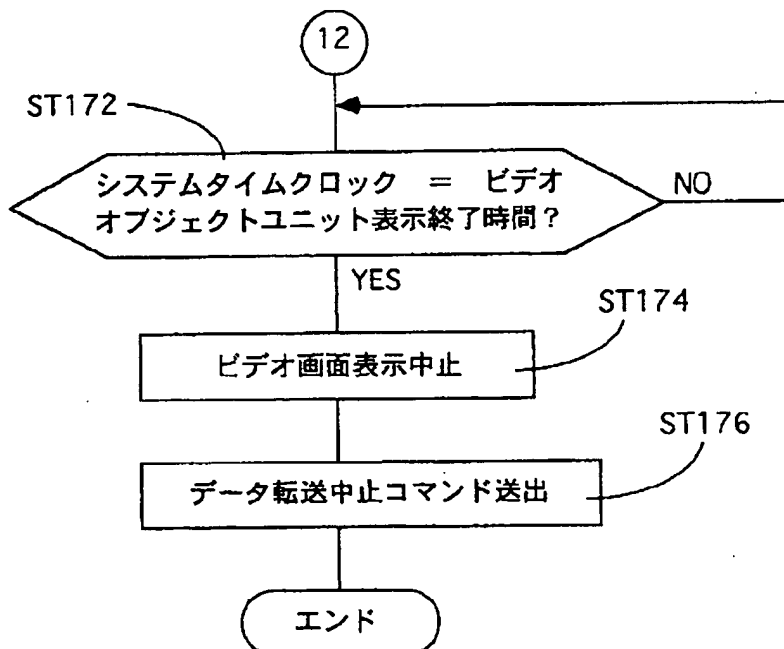 12
ST172
システムタイムクロック = ビデオ
オブジェクトユニット表示終了時間?
NO
YES
ST174
ビデオ画面表示中止
ST176
データ転送中止コマンド送出
エンド